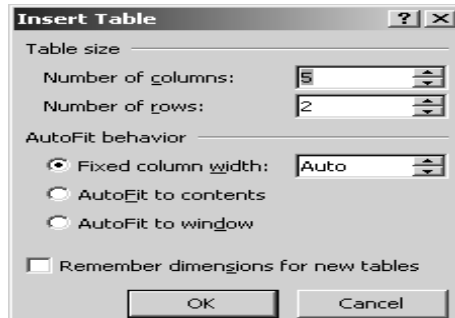 Insert Table ? ×
Table size
Number of columns: 5
Number of rows: 2
AutoFit behavior
Fixed column width: Auto
AutoFit to contents
AutoFit to window
Remember dimensions for new tables
OK Cancel